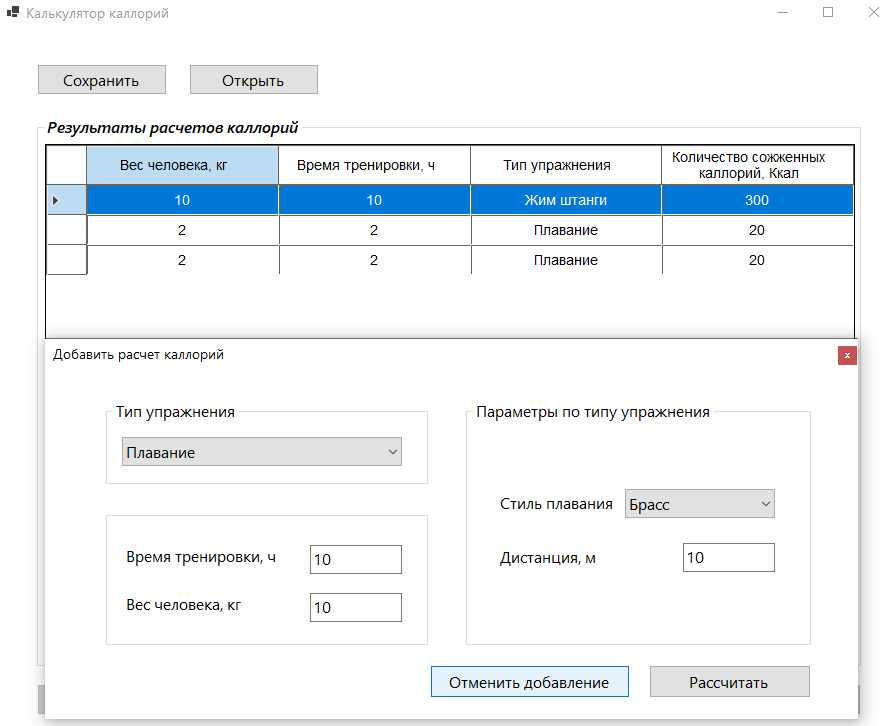 Калькулятор каллорий
Сохранить Открыть
Результаты расчетов каллорий
Вес человека, кг Время тренировки, ч Тип упражнения Количество сожженных каллорий, Ккал
10 10 Жим штанги 300
2 2 Плавание 20
2 2 Плавание 20
Добавить расчет каллорий
Тип упражнения
Плавание
Время тренировки, ч 10
Вес человека, кг 10
Параметры по типу упражнения
Стиль плавания Брасс
Дистанция, м 10
Отменить добавление Рассчитать